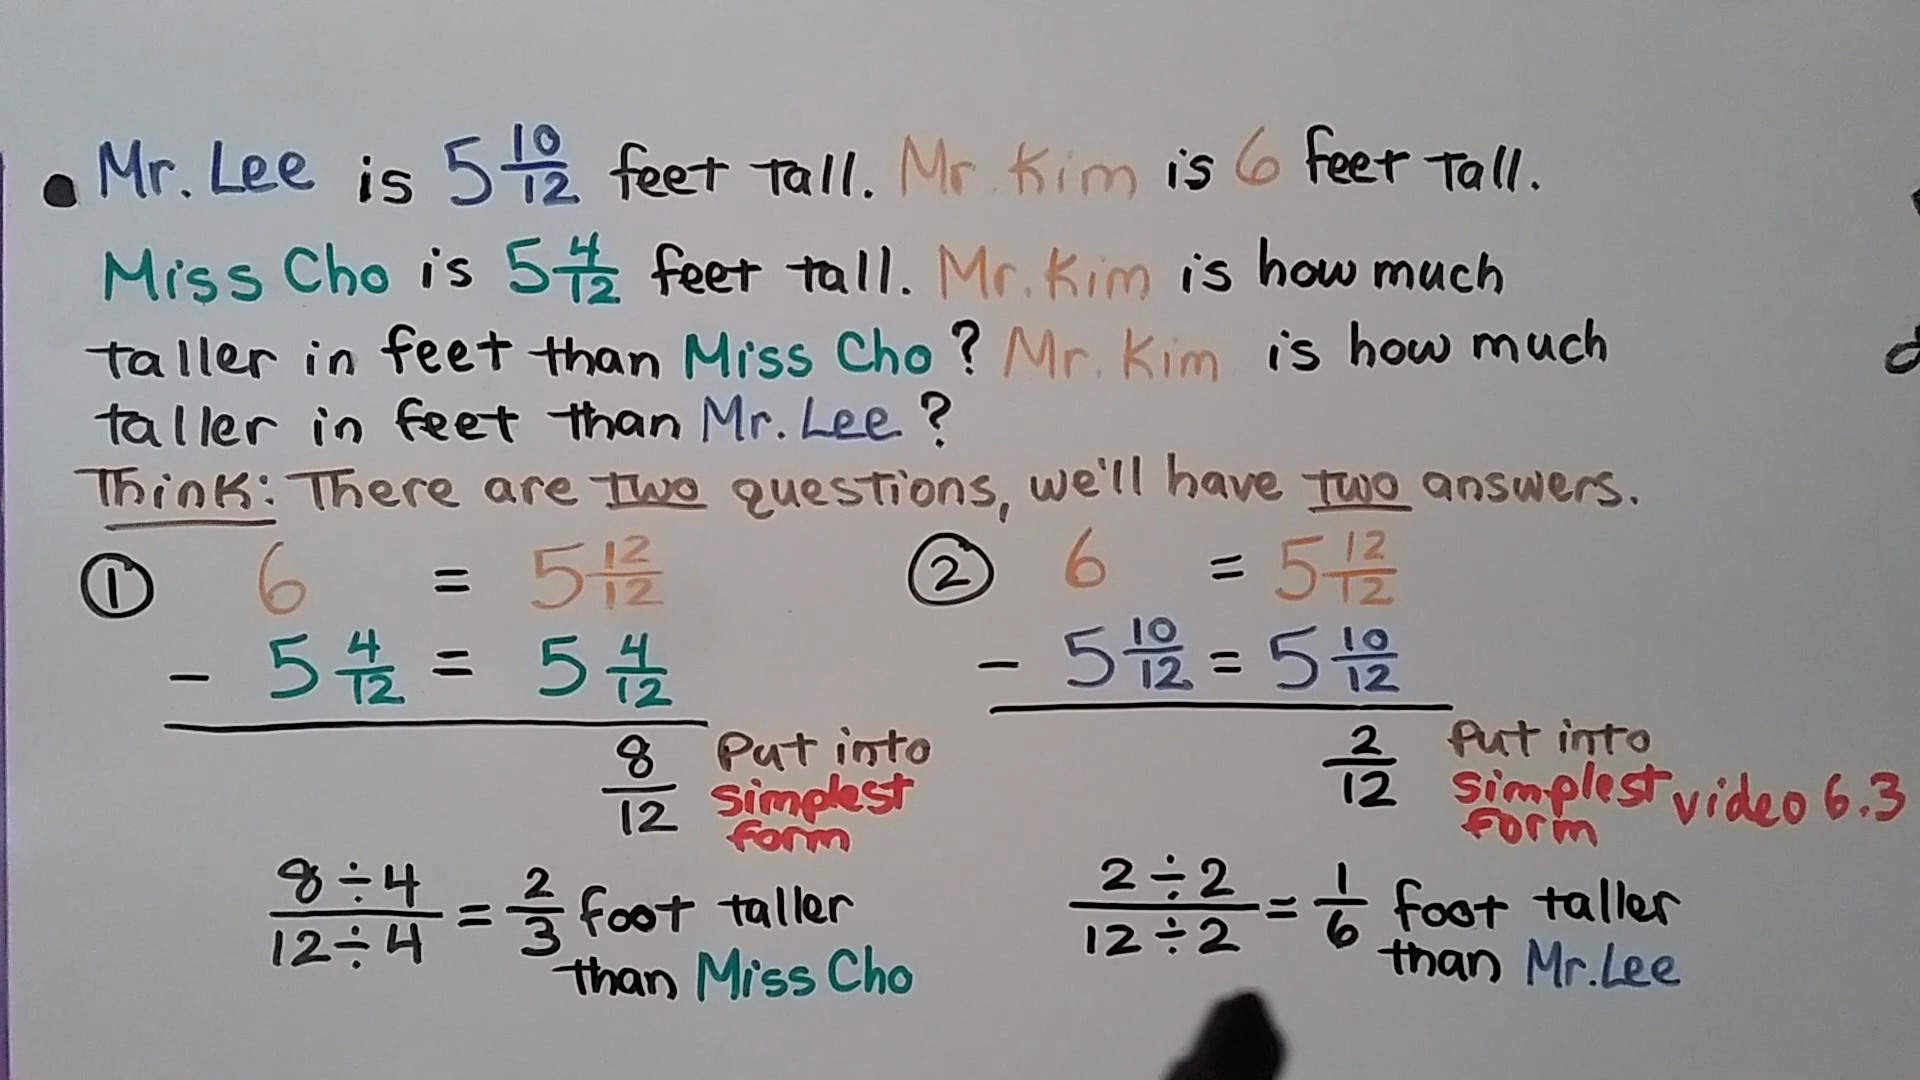 • Mr. Lee is 5 10/12 feet tall. Mr. Kim is 6 feet tall.
Miss Cho is 5 4/12 feet tall. Mr. Kim is how much
taller in feet than Miss Cho? Mr. Kim is how much
taller in feet than Mr. Lee?
Think: There are two questions, we'll have two answers.
① 6 = 5 12/12
- 5 4/12 = 5 4/12
8/12 Put into
simplest
form
8÷4/12÷4 = 2/3 foot taller
than Miss Cho
② 6 = 5 12/12
- 5 10/12 = 5 10/12
2/12 Put into
simplest video 6.3
form
2÷2/12÷2 = 1/6 foot taller
than Mr. Lee